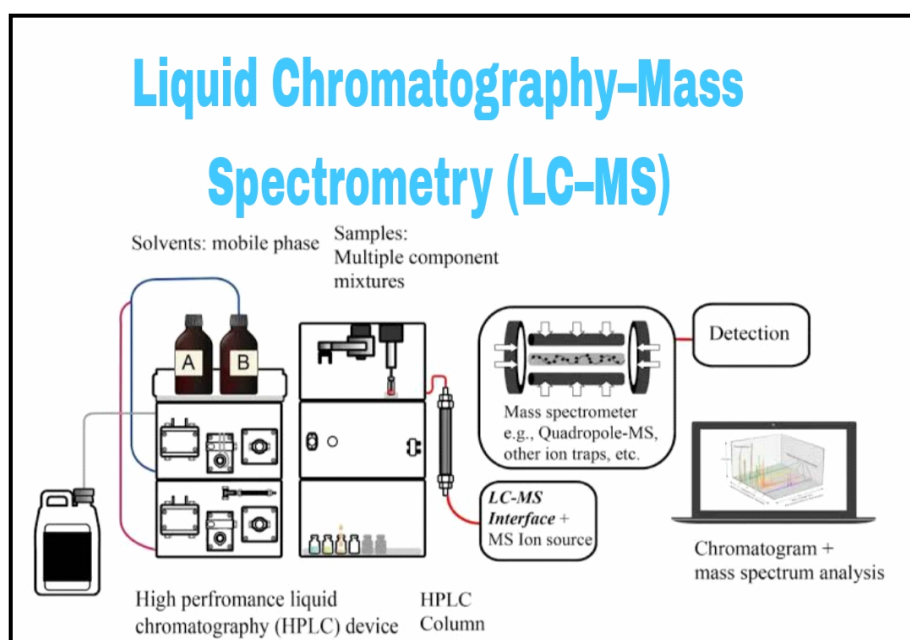 Liquid Chromatography–Mass
Spectrometry (LC–MS)
Solvents: mobile phase
Samples:
Multiple component
mixtures
A
B
Detection
Mass spectrometer
e.g., Quadropole-MS,
other ion traps, etc.
LC-MS
Interface +
MS Ion source
Chromatogram +
mass spectrum analysis
High perfromance liquid
chromatography (HPLC) device
HPLC
Column